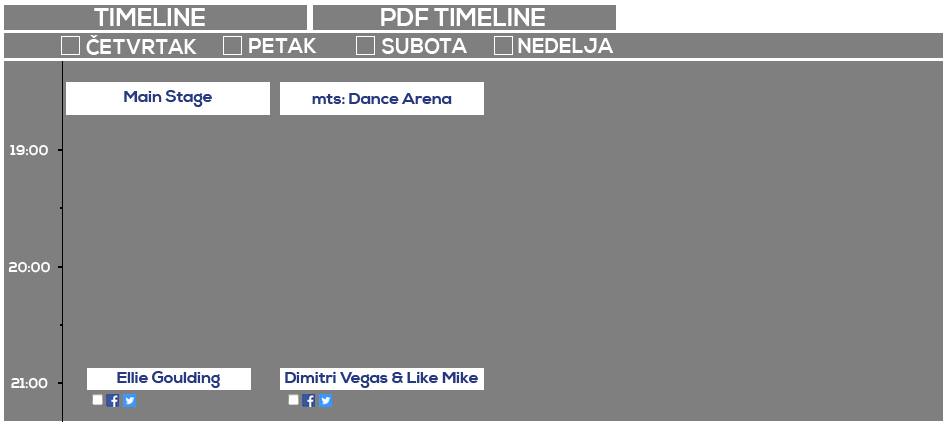 TIMELINE PDF TIMELINE
ČETVRTAK PETAK SUBOTA NEDELJA
Main Stage mts: Dance Arena
19:00
20:00
Ellie Goulding Dimitri Vegas & Like Mike
21:00